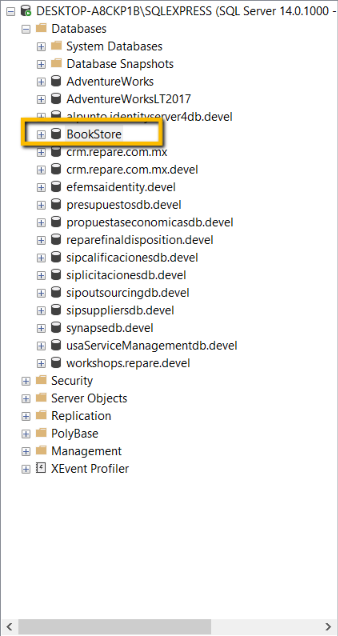 DESKTOP-A8CKP1B\SQLEXPRESS (SQL Server 14.0.1000 -
Databases
System Databases
Database Snapshots
AdventureWorks
AdventureWorksLT2017
alpunto.identityserver4db.devel
BookStore
crm.repare.com.mx
crm.repare.com.mx.devel
efemsaidentity.devel
presupuestosdb.devel
propuestaseconomicasdb.devel
reparefinaldisposition.devel
sipcalificacionesdb.devel
siplicitacionesdb.devel
sipoutsourcingdb.devel
sipsuppliersdb.devel
synapsedb.devel
usaServiceManagementdb.devel
workshops.repare.devel
Security
Server Objects
Replication
PolyBase
Management
XEvent Profiler